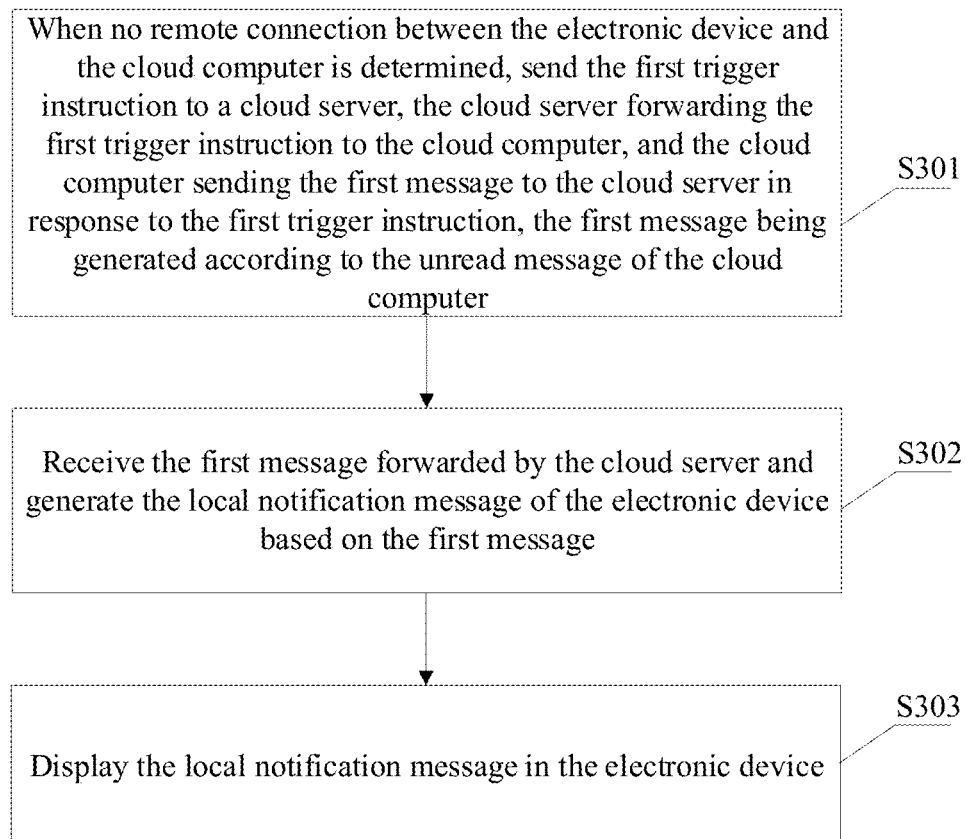 When no remote connection between the electronic device and
the cloud computer is determined, send the first trigger
instruction to a cloud server, the cloud server forwarding the
first trigger instruction to the cloud computer, and the cloud
computer sending the first message to the cloud server in
response to the first trigger instruction, the first message being
generated according to the unread message of the cloud
computer
S301
Receive the first message forwarded by the cloud server and
generate the local notification message of the electronic device
based on the first message
S302
Display the local notification message in the electronic device
S303